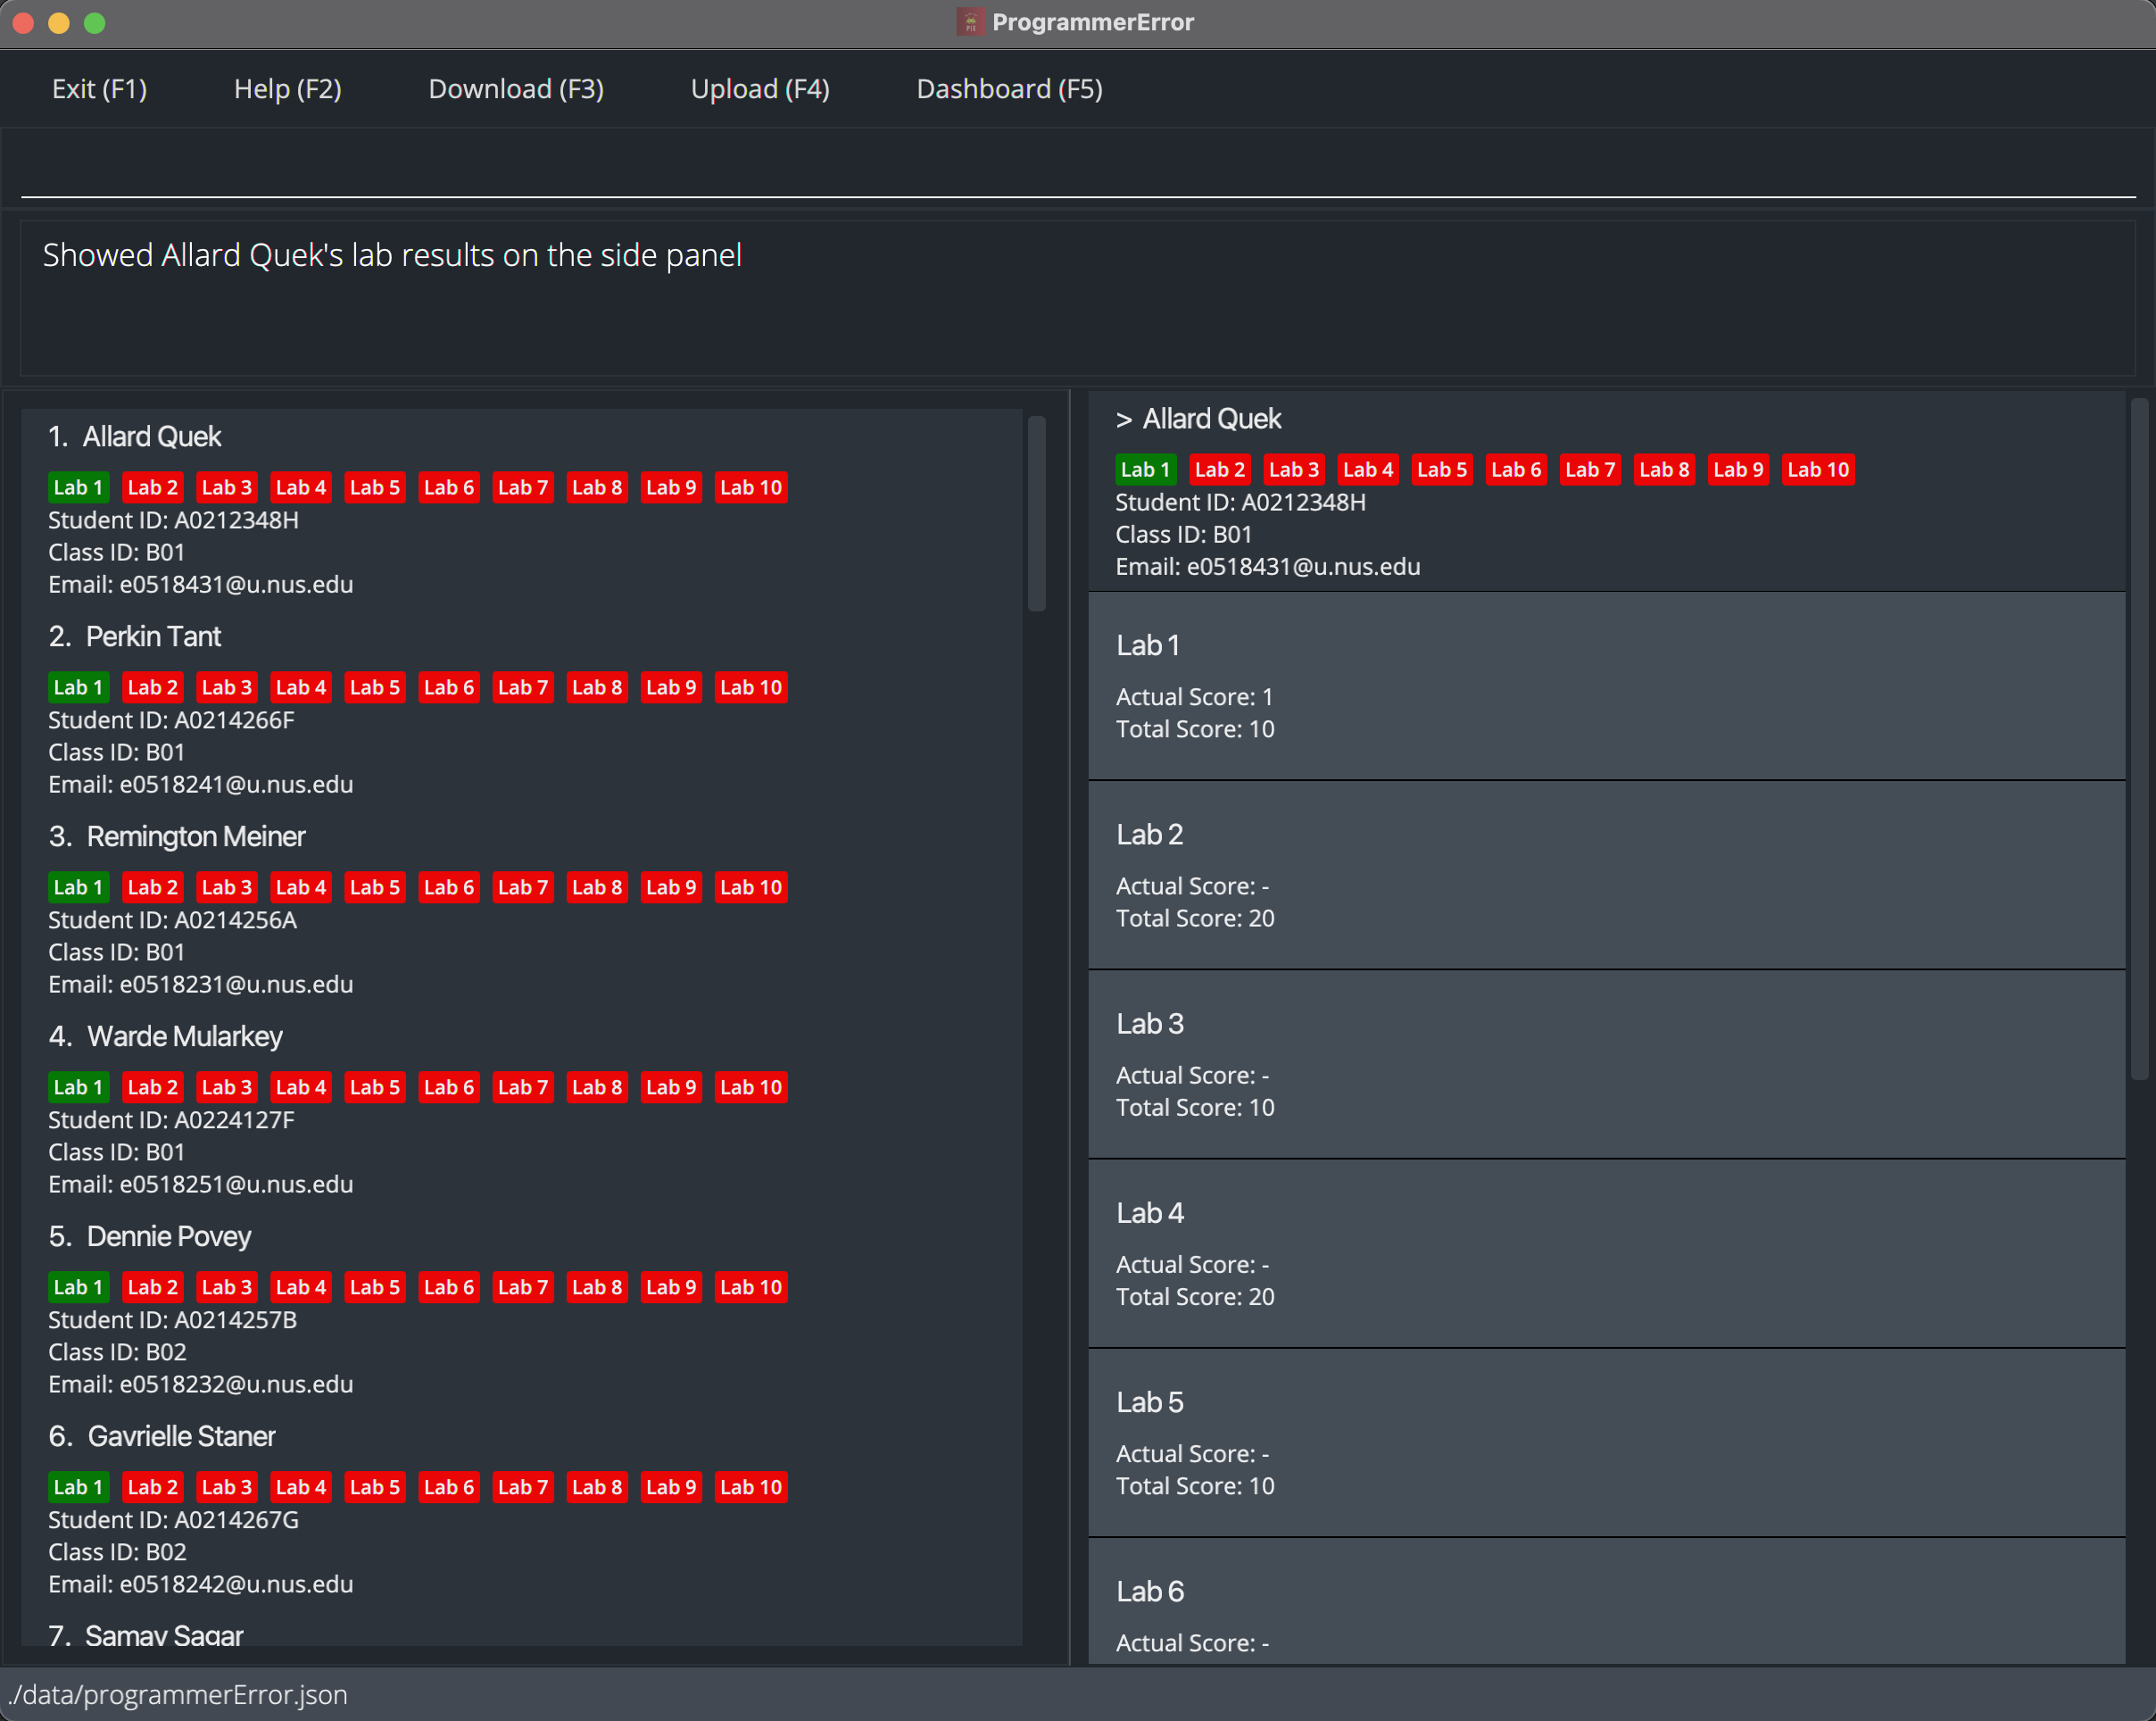 ProgrammerError
Exit (F1) Help (F2) Download (F3) Upload (F4) Dashboard (F5)
Showed Allard Quek's lab results on the side panel
1. Allard Quek
Lab 1 Lab 2 Lab 3 Lab 4 Lab 5 Lab 6 Lab 7 Lab 8 Lab 9 Lab 10
Student ID: A0212348H
Class ID: B01
Email: e0518431@u.nus.edu
2. Perkin Tant
Lab 1 Lab 2 Lab 3 Lab 4 Lab 5 Lab 6 Lab 7 Lab 8 Lab 9 Lab 10
Student ID: A0214266F
Class ID: B01
Email: e0518241@u.nus.edu
3. Remington Meiner
Lab 1 Lab 2 Lab 3 Lab 4 Lab 5 Lab 6 Lab 7 Lab 8 Lab 9 Lab 10
Student ID: A0214256A
Class ID: B01
Email: e0518231@u.nus.edu
4. Warde Mularkey
Lab 1 Lab 2 Lab 3 Lab 4 Lab 5 Lab 6 Lab 7 Lab 8 Lab 9 Lab 10
Student ID: A0224127F
Class ID: B01
Email: e0518251@u.nus.edu
5. Dennie Povey
Lab 1 Lab 2 Lab 3 Lab 4 Lab 5 Lab 6 Lab 7 Lab 8 Lab 9 Lab 10
Student ID: A0214257B
Class ID: B02
Email: e0518232@u.nus.edu
6. Gavrielle Staner
Lab 1 Lab 2 Lab 3 Lab 4 Lab 5 Lab 6 Lab 7 Lab 8 Lab 9 Lab 10
Student ID: A0214267G
Class ID: B02
Email: e0518242@u.nus.edu
7. Samay Sagar
> Allard Quek
Lab 1 Lab 2 Lab 3 Lab 4 Lab 5 Lab 6 Lab 7 Lab 8 Lab 9 Lab 10
Student ID: A0212348H
Class ID: B01
Email: e0518431@u.nus.edu
Lab 1
Actual Score: 1
Total Score: 10
Lab 2
Actual Score: -
Total Score: 20
Lab 3
Actual Score: -
Total Score: 10
Lab 4
Actual Score: -
Total Score: 20
Lab 5
Actual Score: -
Total Score: 10
Lab 6
Actual Score: -
./data/programmerError.json